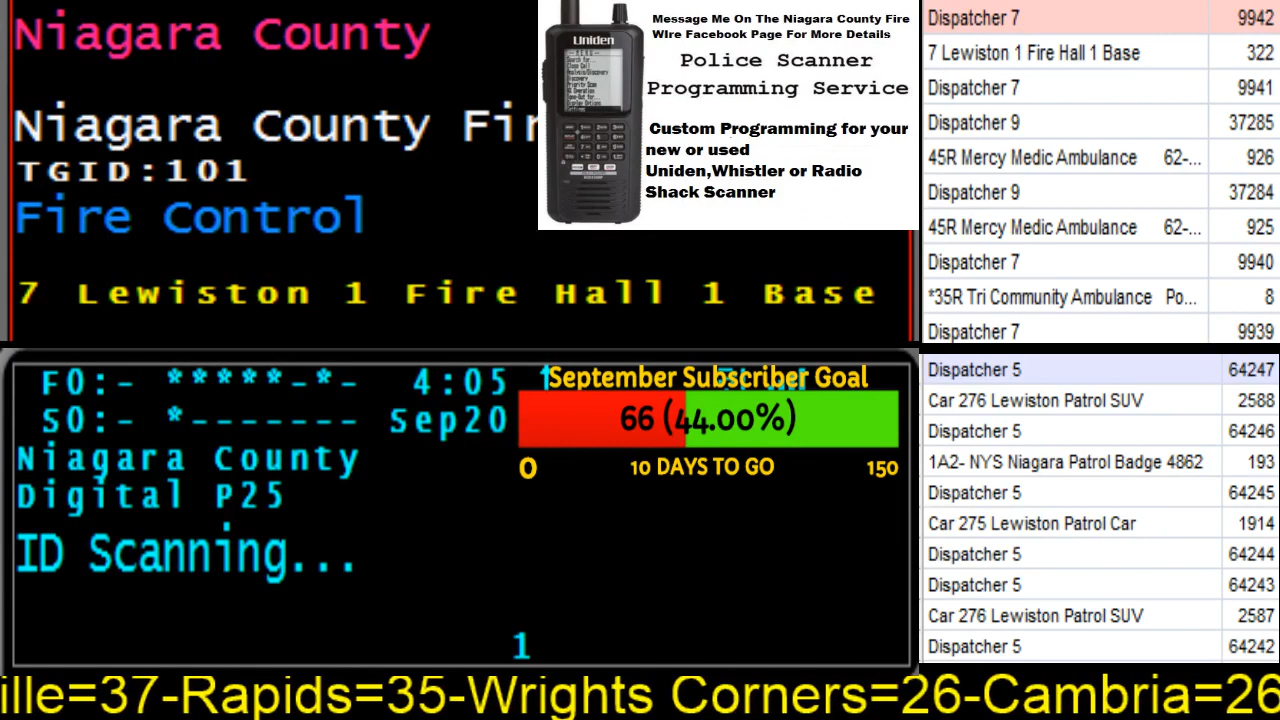 Niagara County
Niagara County Fir
TGID:101
Fire Control
7 Lewiston 1 Fire Hall 1 Base
Uniden
Message Me On The Niagara County Fire
WIre Facebook Page For More Details
Police Scanner
Programming Service
Custom Programming for your
new or used
Uniden,Whistler or Radio
Shack Scanner
Dispatcher 7 9942
7 Lewiston 1 Fire Hall 1 Base 322
Dispatcher 7 9941
Dispatcher 9 37285
45R Mercy Medic Ambulance 62-... 926
Dispatcher 9 37284
45R Mercy Medic Ambulance 62-... 925
Dispatcher 7 9940
*35R Tri Community Ambulance Po... 8
Dispatcher 7 9939
F0:- *****-*- 4:05
S0:- *------- Sep20
Niagara County
Digital P25
ID Scanning...
1
September Subscriber Goal
66 (44.00%)
0 10 DAYS TO GO 150
Dispatcher 5 64247
Car 276 Lewiston Patrol SUV 2588
Dispatcher 5 64246
1A2- NYS Niagara Patrol Badge 4862 193
Dispatcher 5 64245
Car 275 Lewiston Patrol Car 1914
Dispatcher 5 64244
Dispatcher 5 64243
Car 276 Lewiston Patrol SUV 2587
Dispatcher 5 64242
ille=37-Rapids=35-Wrights Corners=26-Cambria=26